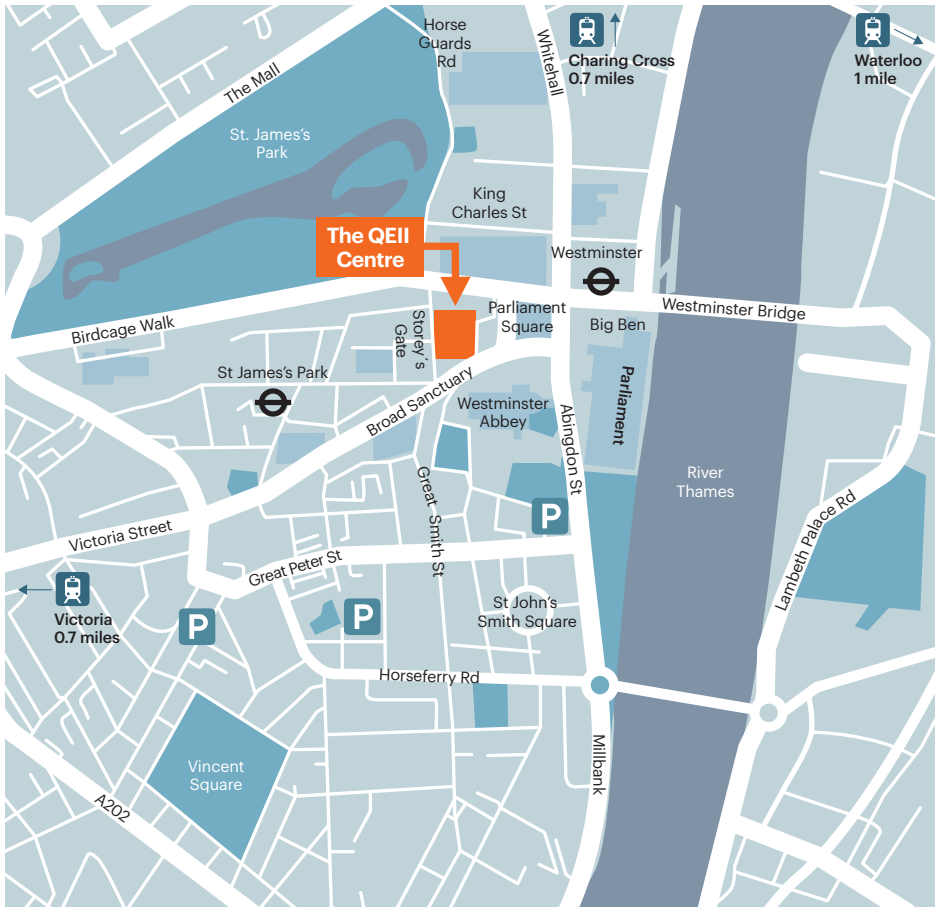 Horse
Guards
Rd
Whitehall
Charing Cross
0.7 miles
Waterloo
1 mile
The Mall
St. James's
Park
King
Charles St
The QEII
Centre
Westminster
Birdcage Walk
Storey's
Gate
Parliament
Square
Big Ben
Westminster Bridge
St James's Park
Broad Sanctuary
Westminster
Abbey
Abingdon St
Parliament
River
Thames
Great Smith St
P
Lambeth Palace Rd
Victoria Street
Great Peter St
Victoria
0.7 miles
P
P
St John's
Smith Square
Horseferry Rd
Millbank
Vincent
Square
A202